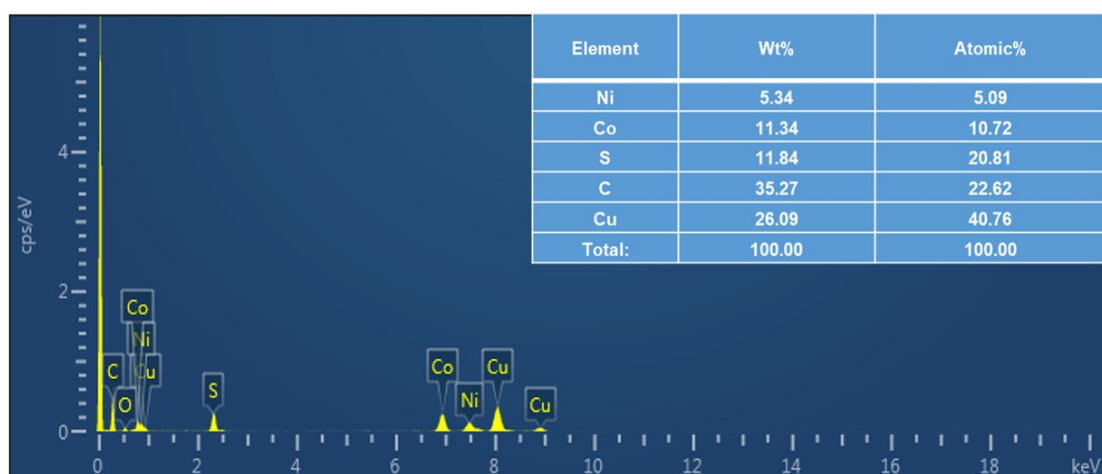 Element Wt% Atomic%
Ni 5.34 5.09
Co 11.34 10.72
S 11.84 20.81
C 35.27 22.62
Cu 26.09 40.76
Total: 100.00 100.00
cps/eV
4
2
0
Co
Ni
C Cu
O
S
Co
Ni
Cu
Cu
0 2 4 6 8 10 12 14 16 18 keV